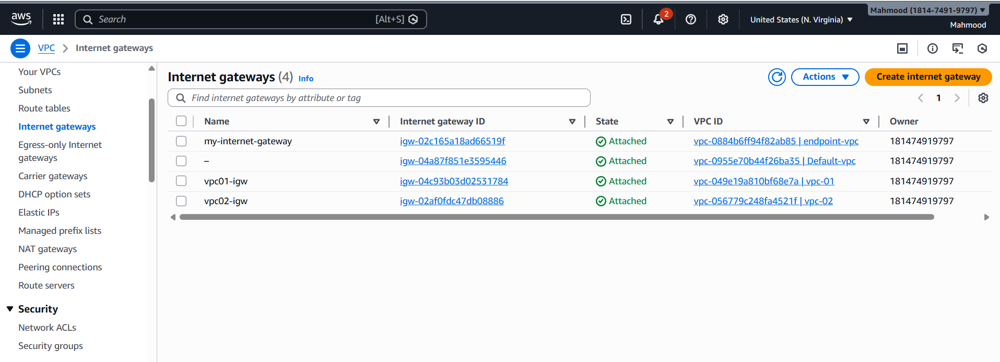 aws
Search [Alt+S]
2
United States (N. Virginia)
Mahmood (1814-7491-9797)
Mahmood
VPC Internet gateways
Your VPCs
Subnets
Route tables
Internet gateways
Egress-only Internet
gateways
Carrier gateways
DHCP option sets
Elastic IPs
Managed prefix lists
NAT gateways
Peering connections
Route servers
Security
Network ACLs
Security groups
Internet gateways (4) Info
Actions
Create internet gateway
Find internet gateways by attribute or tag
1
Name Internet gateway ID State VPC ID Owner
my-internet-gateway igw-02c165a18ad66519f Attached vpc-0884b6ff94f82ab85 | endpoint-vpc 181474919797
– igw-04a87f851e3595446 Attached vpc-0955e70b44f26ba35 | Default-vpc 181474919797
vpc01-igw igw-04c93b03d02531784 Attached vpc-049e19a810bf68e7a | vpc-01 181474919797
vpc02-igw igw-02af0fdc47db08886 Attached vpc-056779c248fa4521f | vpc-02 181474919797